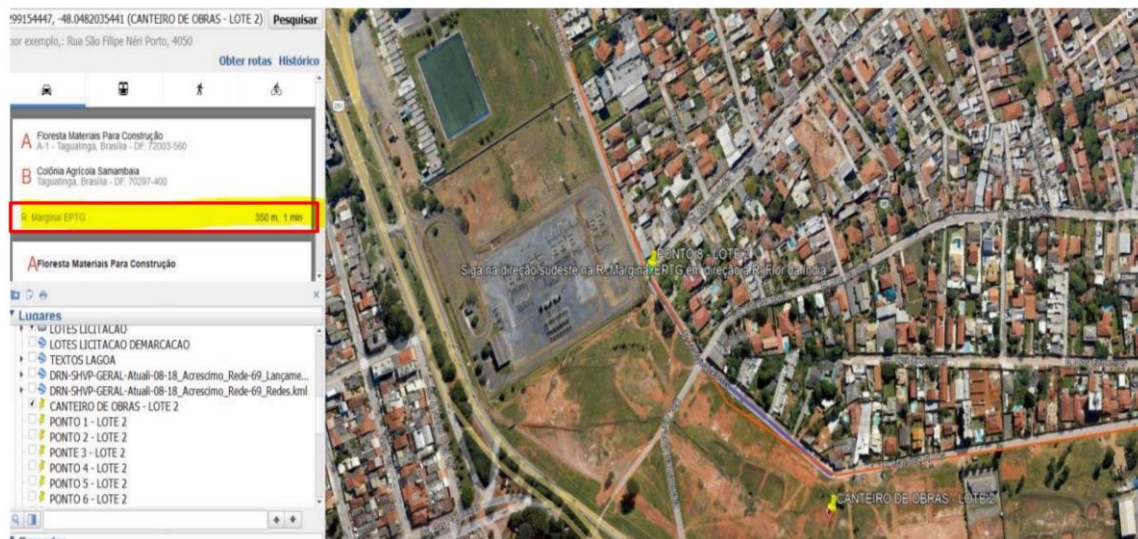 99154447, -48.0482035441 (CANTEIRO DE OBRAS - LOTE 2) Pesquisar
por exemplo,: Rua São Filipe Néri Porto, 4050
Obter rotas Histórico
A Floresta Materiais Para Construção
A-1 - Taguatinga, Brasília - DF, 72003-560
B Colônia Agrícola Samambaia
Taguatinga, Brasília - DF, 70297-400
R. Marginal EPTG 350 m, 1 min
A Floresta Materiais Para Construção
Lugares
LOTES LICITACAO
LOTES LICITACAO DEMARCACAO
TEXTOS LAGOA
DRN-SHVP-GERAL-Atuali-08-18_Acrescimo_Rede-69_Lançame...
DRN-SHVP-GERAL-Atuali-08-18_Acrescimo_Rede-69_Redes.kml
CANTEIRO DE OBRAS - LOTE 2
PONTO 1 - LOTE 2
PONTO 2 - LOTE 2
PONTE 3 - LOTE 2
PONTO 4 - LOTE 2
PONTO 5 - LOTE 2
PONTO 6 - LOTE 2
PONTO 8 - LOTE 2
Siga na direção sudeste na R. Marginal EPTG em direção a R. Flor da Índia
CANTEIRO DE OBRAS - LOTE 2